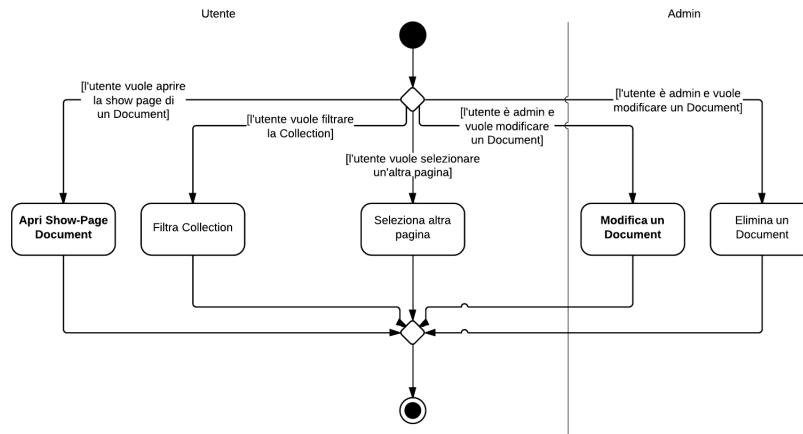 Utente
Admin
[l'utente vuole aprire
la show page di
un Document]
[l'utente vuole filtrare
la Collection]
[l'utente vuole selezionare
un'altra pagina]
[l'utente è admin e
vuole modificare
un Document]
[l'utente è admin e vuole
modificare un Document]
Apri Show-Page
Document
Filtra Collection
Seleziona altra
pagina
Modifica un
Document
Elimina un
Document